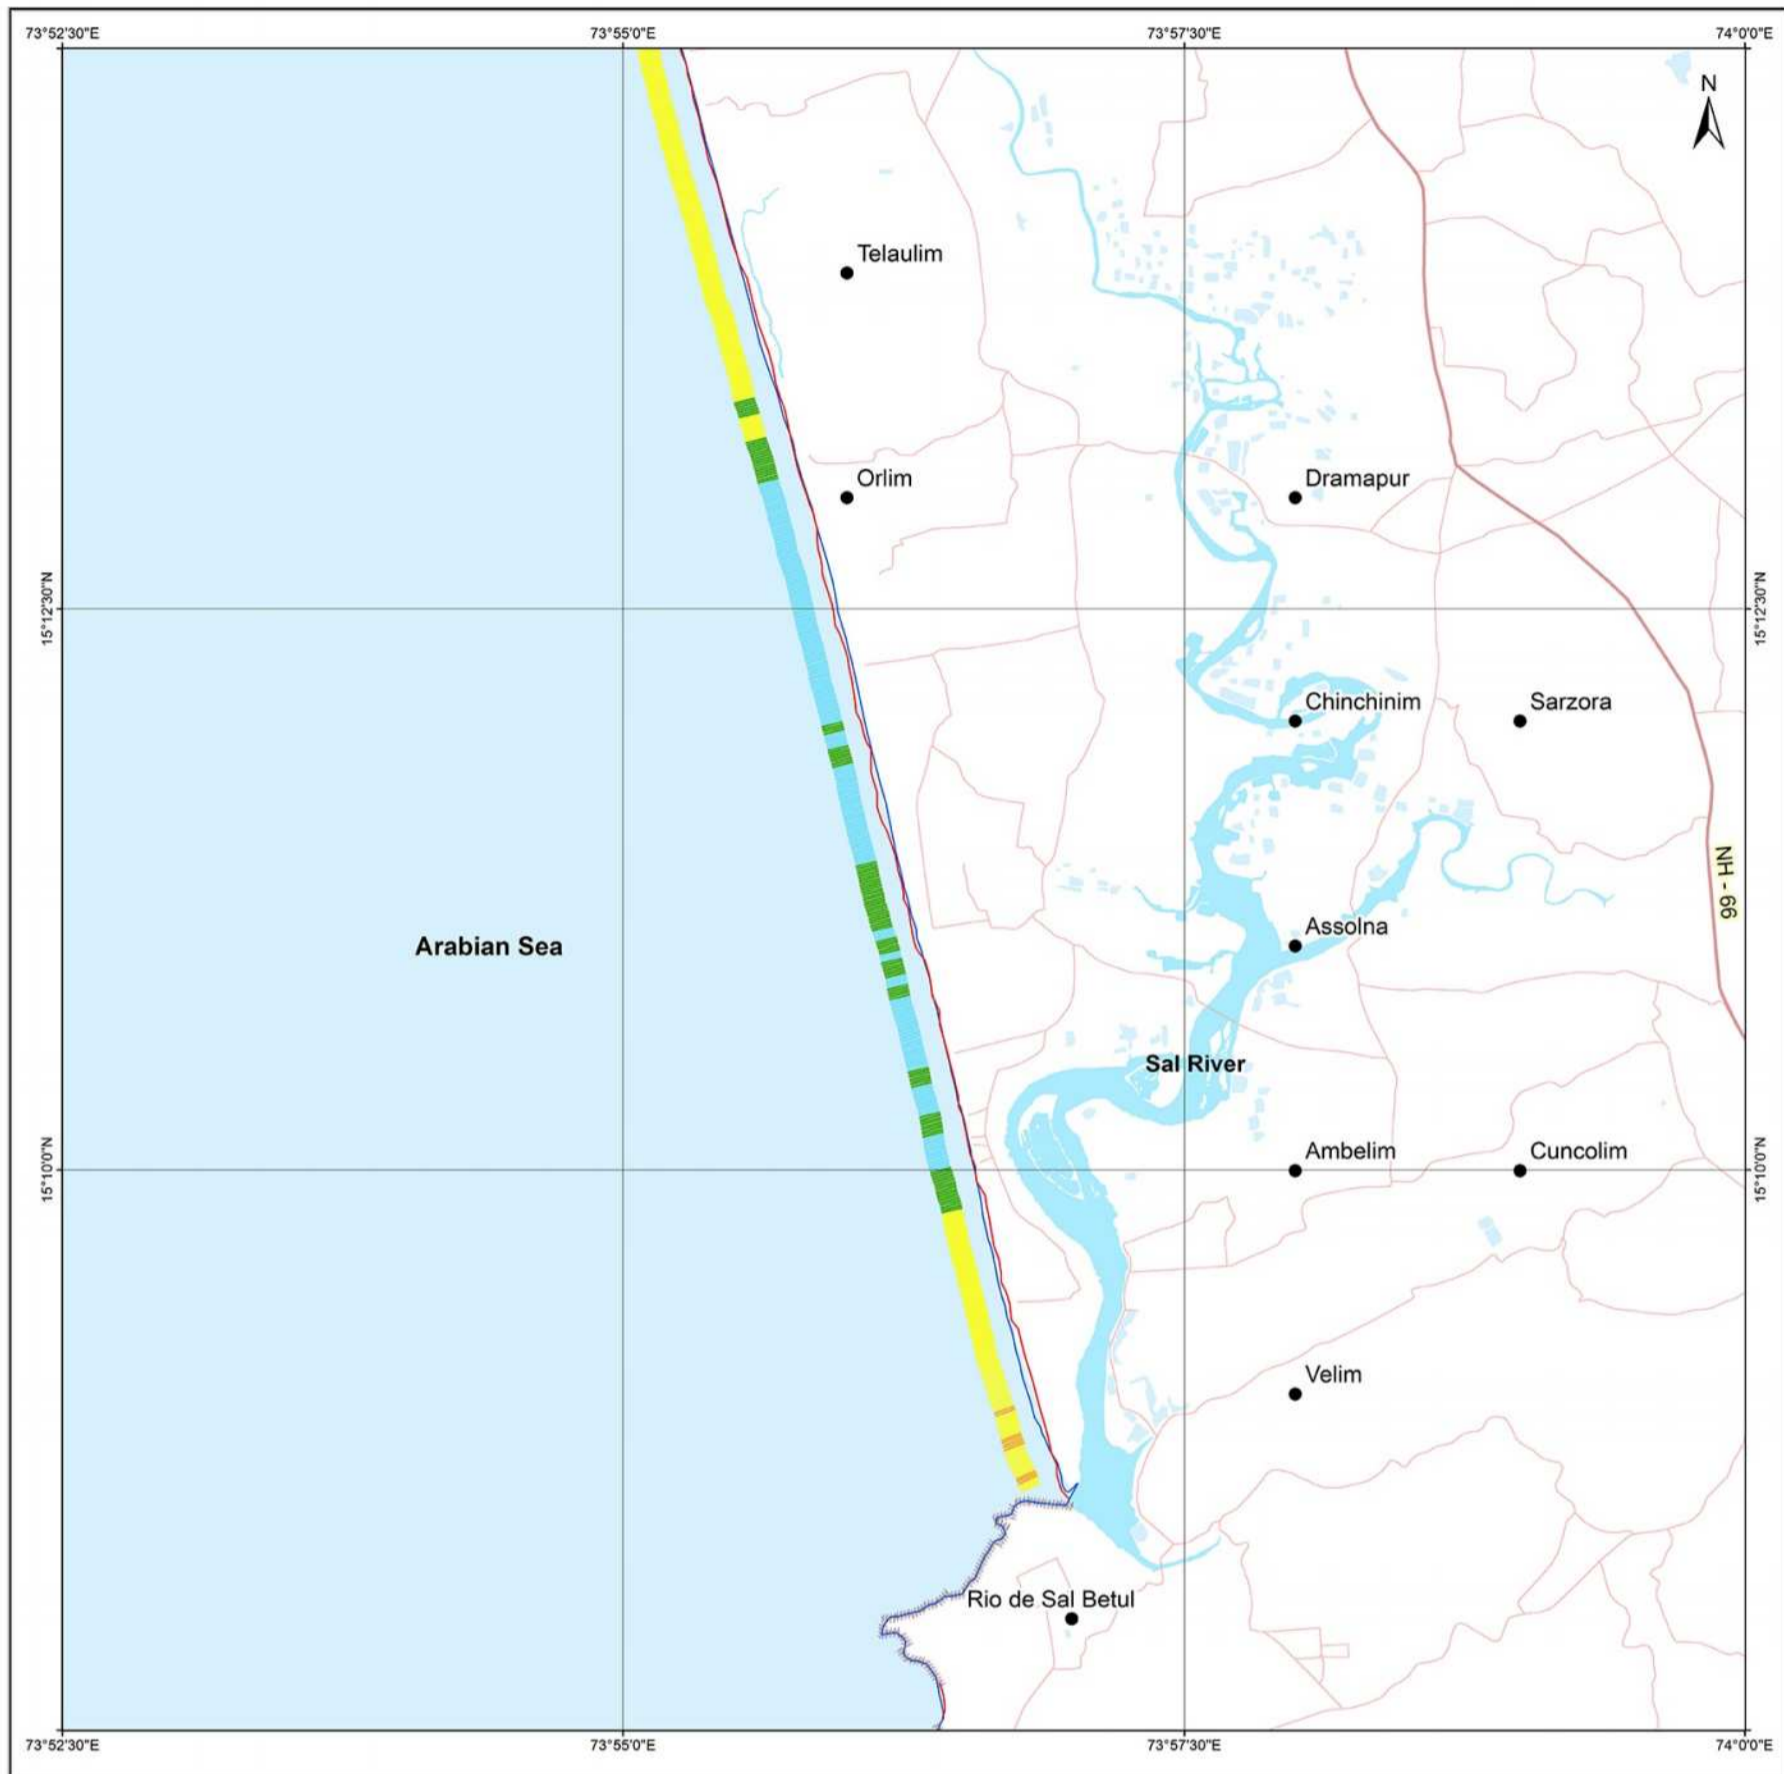 73°52'30"E
73°55'0"E
73°57'30"E
74°0'0"E
N
Telaulim
Orlim
Dramapur
15°12'30"N
15°12'30"N
Chinchinim
Sarzora
NH - 66
Assolna
Arabian Sea
Sal River
15°10'0"N
Ambelim
Cuncolim
15°10'0"N
Velim
Rio de Sal Betul
73°52'30"E
73°55'0"E
73°57'30"E
74°0'0"E